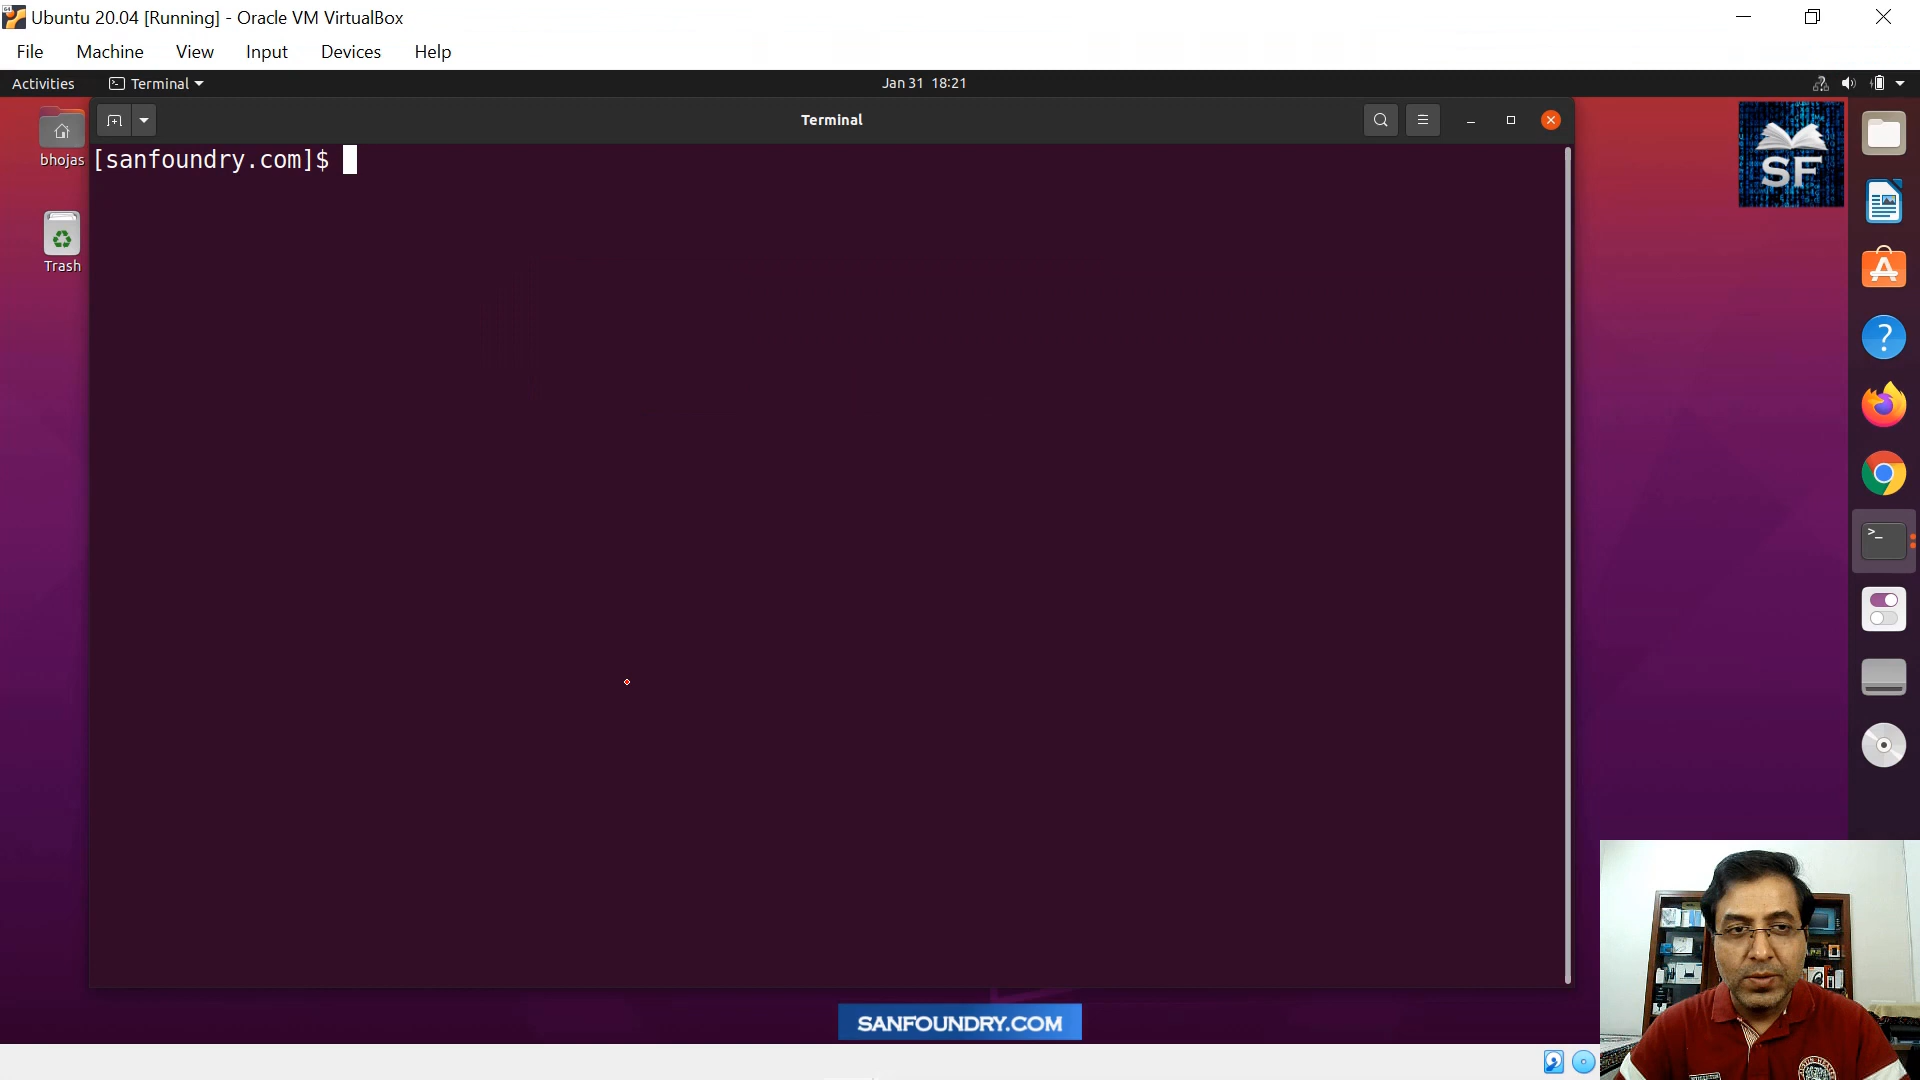 Ubuntu 20.04 [Running] - Oracle VM VirtualBox
File Machine View Input Devices Help
Activities Terminal Jan 31 18:21
Terminal
[sanfoundry.com]$
bhojas
Trash
SF
SANFOUNDRY.COM